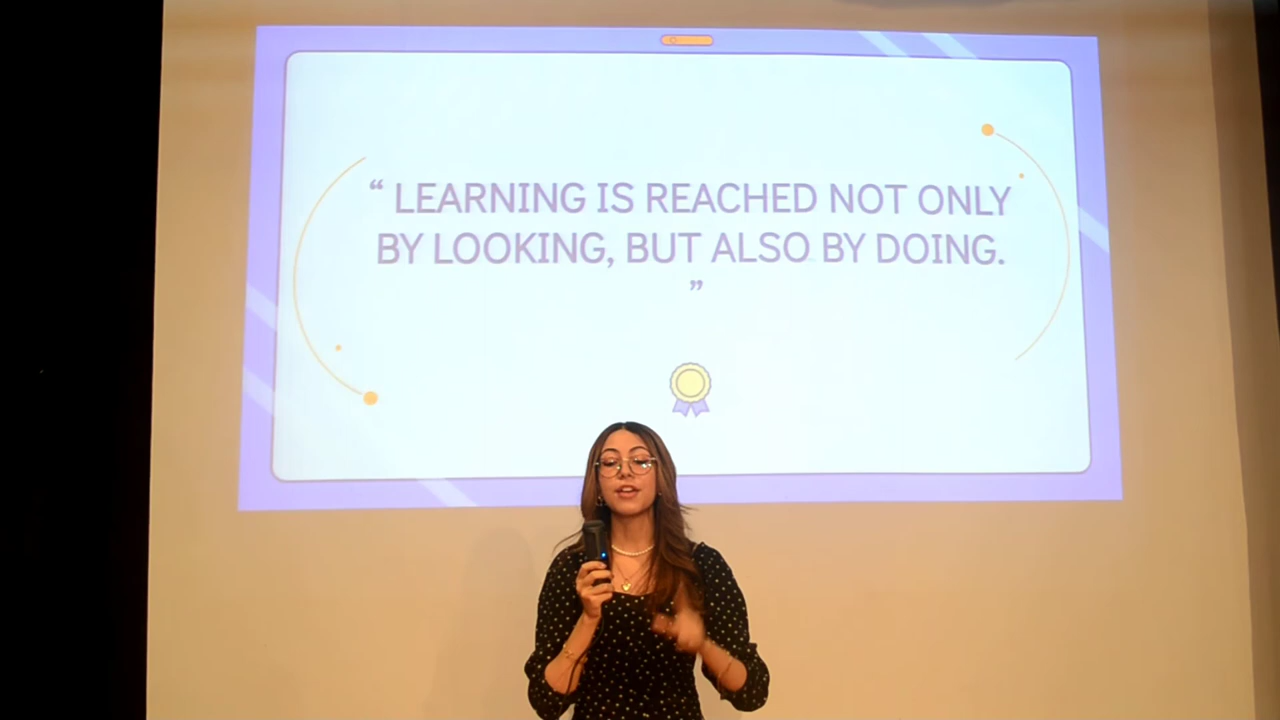 “ LEARNING IS REACHED NOT ONLY
BY LOOKING, BUT ALSO BY DOING.
”